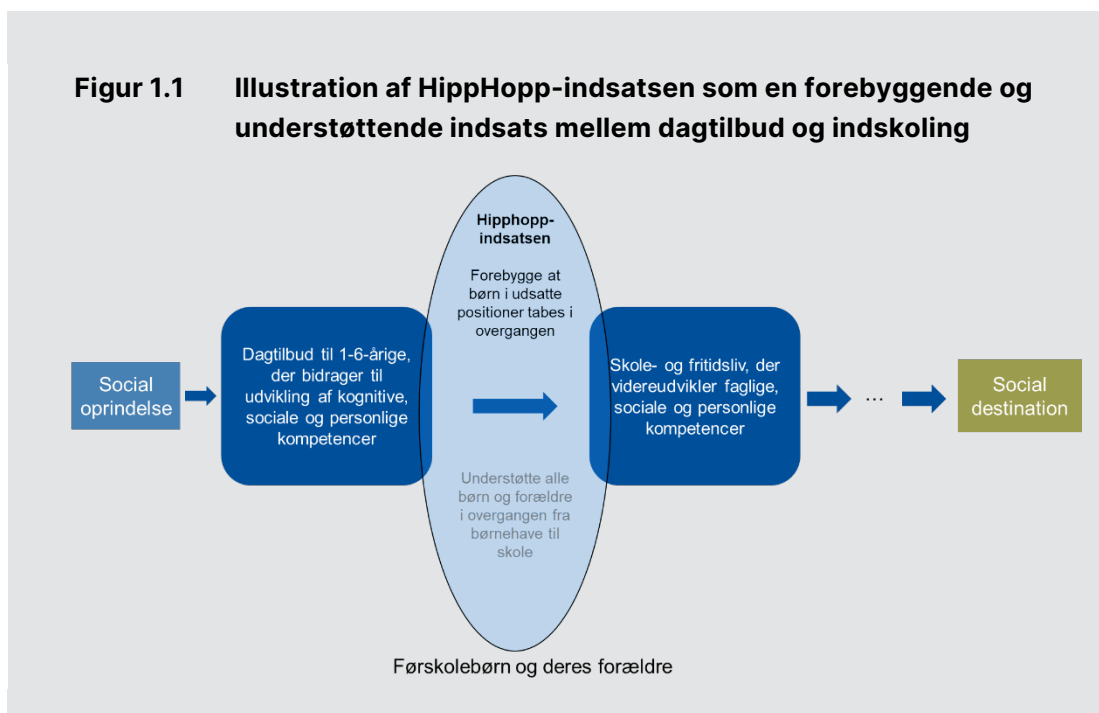 Figur 1.1 Illustration af HippHopp-indsatsen som en forebyggende og
understøttende indsats mellem dagtilbud og indskoling
Social
oprindelse
Dagtilbud til 1-6-årige,
der bidrager til
udvikling af kognitive,
sociale og personlige
kompetencer
Hipphopp-
indsatsen
Forebygge at
børn i udsatte
positioner tabes i
overgangen
Understøtte alle
børn og forældre
i overgangen fra
børnehave til
skole
Skole- og fritidsliv, der
videreudvikler faglige,
sociale og personlige
kompetencer
...
Social
destination
Førskolebørn og deres forældre